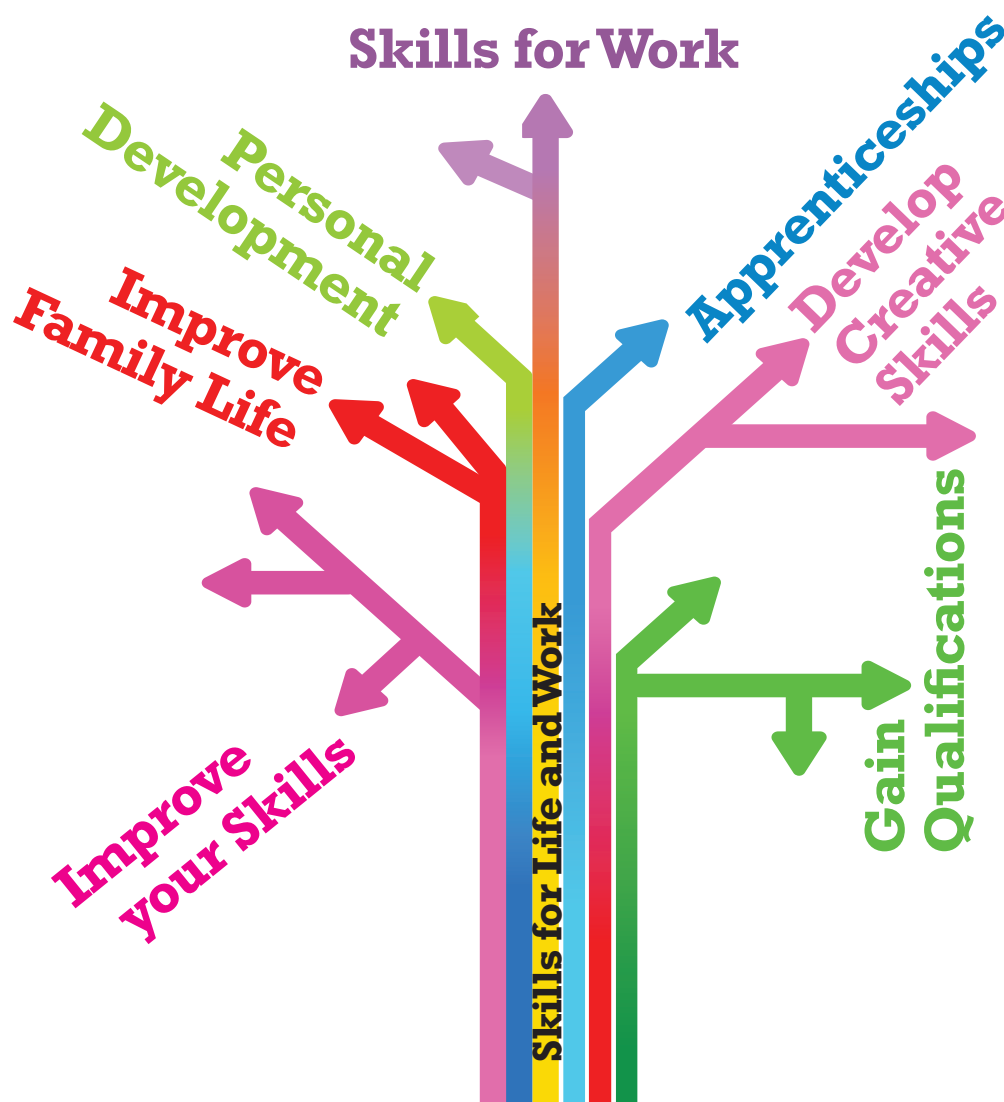 Skills for Work
Personal
Development
Improve
Family Life
Improve
your Skills
Skills for Life and Work
Apprenticeships
Develop
Creative
Skills
Gain
Qualifications